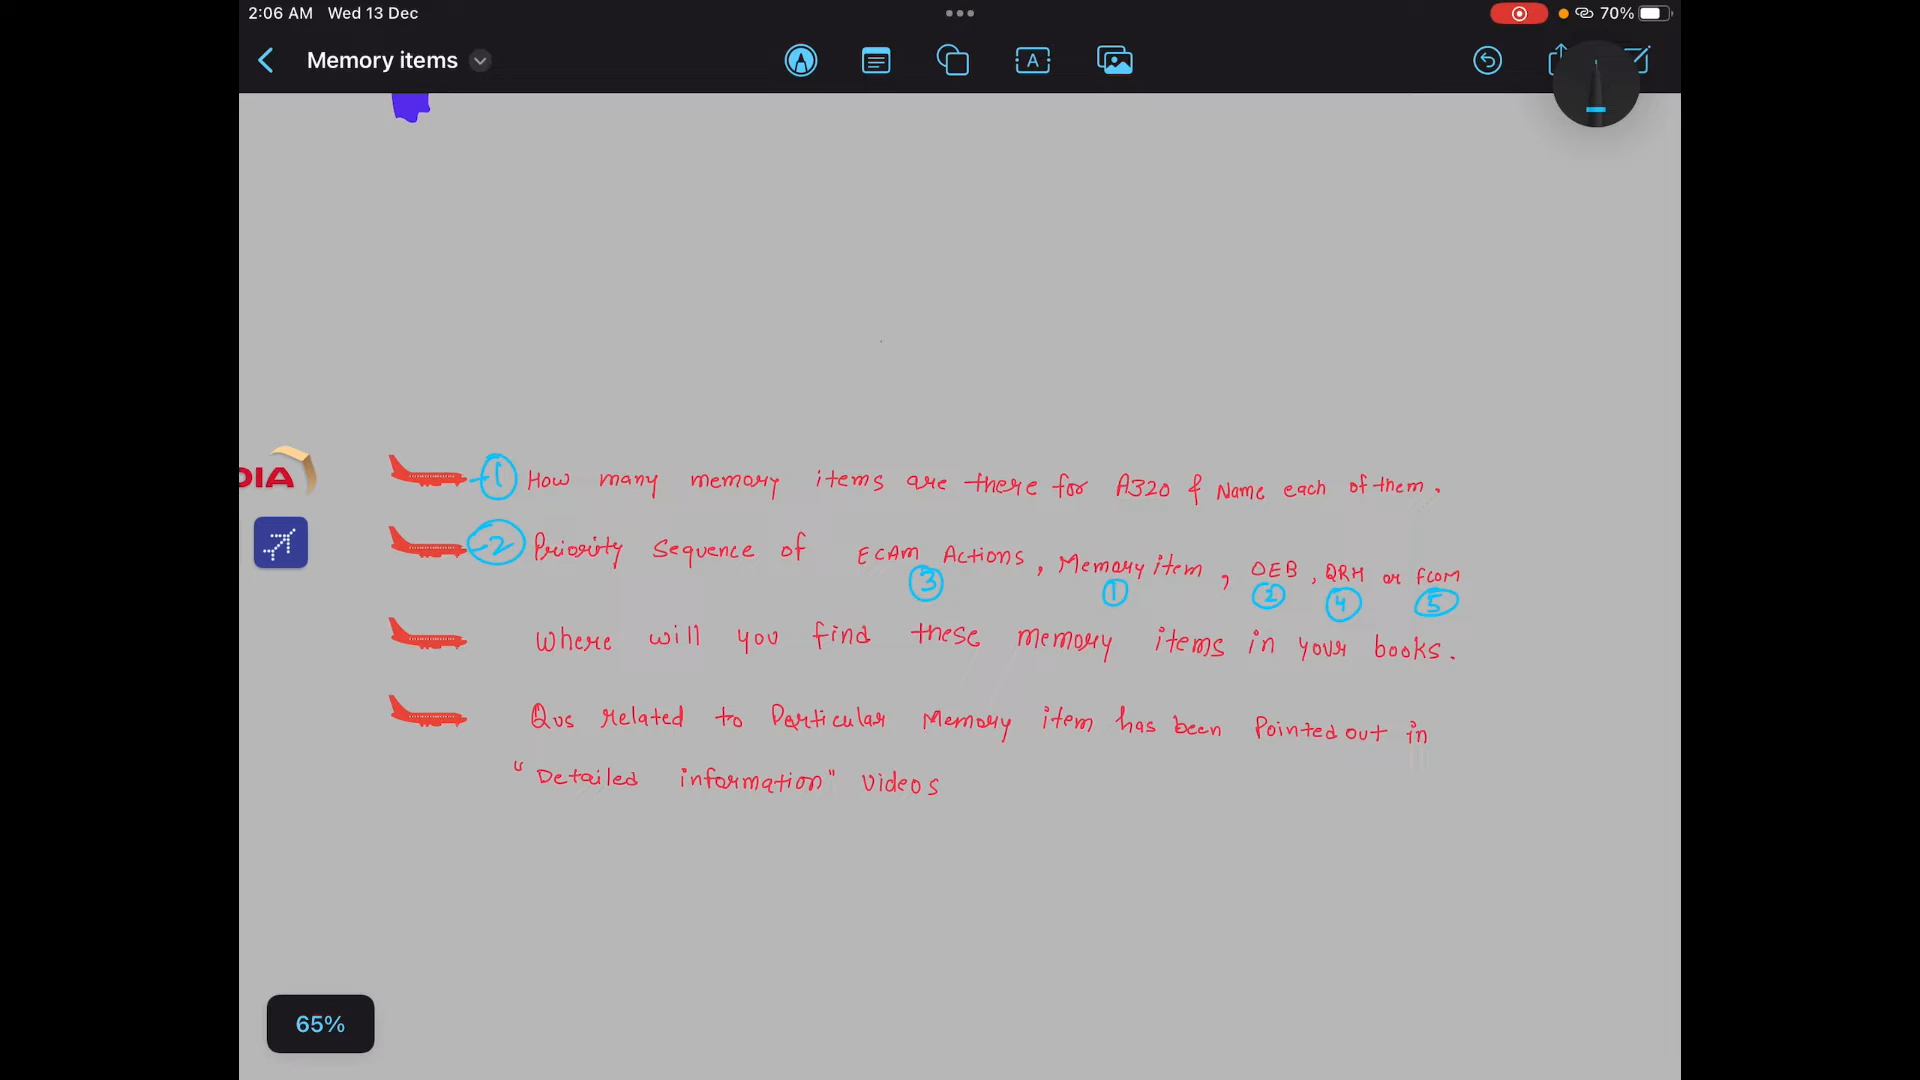 2:06 AM Wed 13 Dec
70%
Memory items
A
DIA
1 How many memory items are there for A320 & Name each of them.
2 Priority Sequence of ECAM Actions, Memory item, OEB, QRH or FCOM
3 1 2 4 5
Where will you find these memory items in your books.
Qus related to Particular Memory item has been Pointed out in
"Detailed information" videos
65%